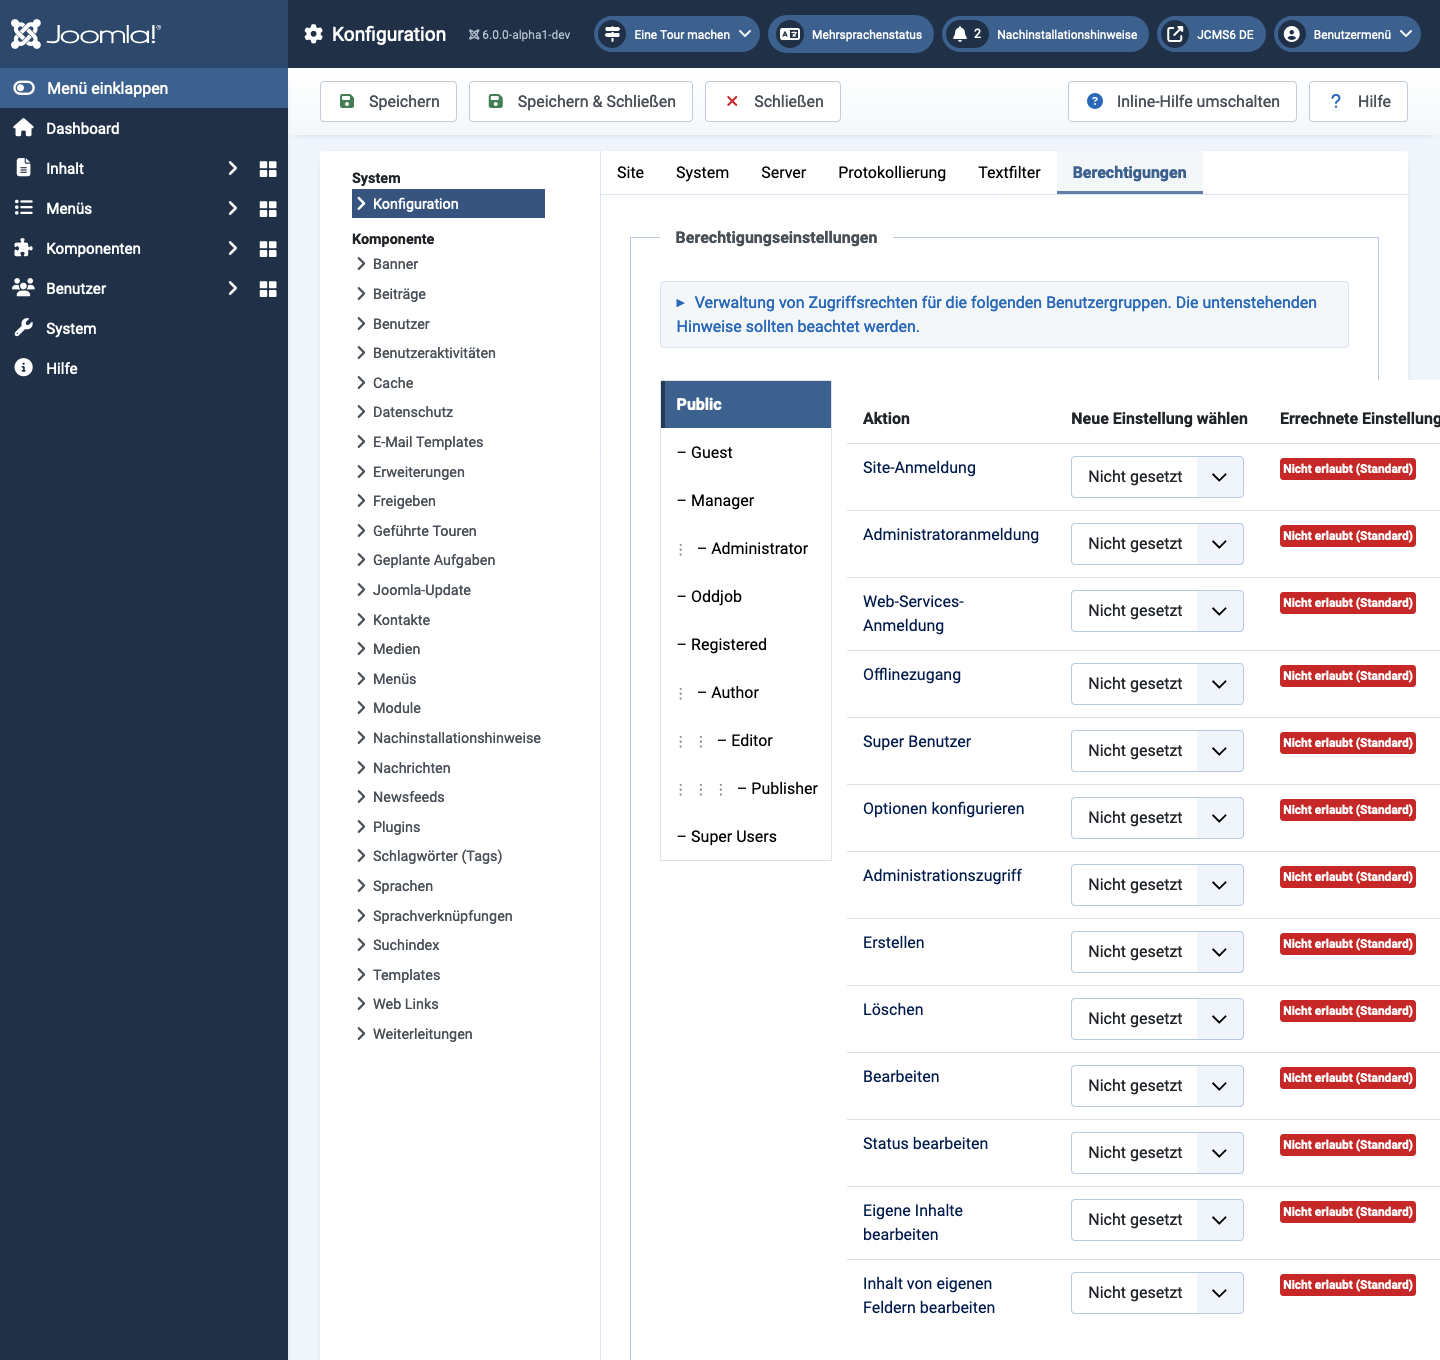 Joomla!®
Konfiguration
6.0.0-alpha1-dev
Eine Tour machen
Mehrsprachenstatus
2 Nachinstallationshinweise
JCMS6 DE
Benutzermenü
Menü einklappen
Dashboard
Inhalt
Menüs
Komponenten
Benutzer
System
Hilfe
Speichern
Speichern & Schließen
Schließen
Inline-Hilfe umschalten
? Hilfe
System
Konfiguration
Komponente
Banner
Beiträge
Benutzer
Benutzeraktivitäten
Cache
Datenschutz
E-Mail Templates
Erweiterungen
Freigeben
Geführte Touren
Geplante Aufgaben
Joomla-Update
Kontakte
Medien
Menüs
Module
Nachinstallationshinweise
Nachrichten
Newsfeeds
Plugins
Schlagwörter (Tags)
Sprachen
Sprachverknüpfungen
Suchindex
Templates
Web Links
Weiterleitungen
Site
System
Server
Protokollierung
Textfilter
Berechtigungen
Berechtigungseinstellungen
Verwaltung von Zugriffsrechten für die folgenden Benutzergruppen. Die untenstehenden
Hinweise sollten beachtet werden.
Public
– Guest
– Manager
– Administrator
– Oddjob
– Registered
– Author
– Editor
– Publisher
– Super Users
Aktion Neue Einstellung wählen Errechnete Einstellung
Site-Anmeldung Nicht gesetzt Nicht erlaubt (Standard)
Administratoranmeldung Nicht gesetzt Nicht erlaubt (Standard)
Web-Services-
Anmeldung Nicht gesetzt Nicht erlaubt (Standard)
Offlinezugang Nicht gesetzt Nicht erlaubt (Standard)
Super Benutzer Nicht gesetzt Nicht erlaubt (Standard)
Optionen konfigurieren Nicht gesetzt Nicht erlaubt (Standard)
Administrationszugriff Nicht gesetzt Nicht erlaubt (Standard)
Erstellen Nicht gesetzt Nicht erlaubt (Standard)
Löschen Nicht gesetzt Nicht erlaubt (Standard)
Bearbeiten Nicht gesetzt Nicht erlaubt (Standard)
Status bearbeiten Nicht gesetzt Nicht erlaubt (Standard)
Eigene Inhalte
bearbeiten Nicht gesetzt Nicht erlaubt (Standard)
Inhalt von eigenen
Feldern bearbeiten Nicht gesetzt Nicht erlaubt (Standard)